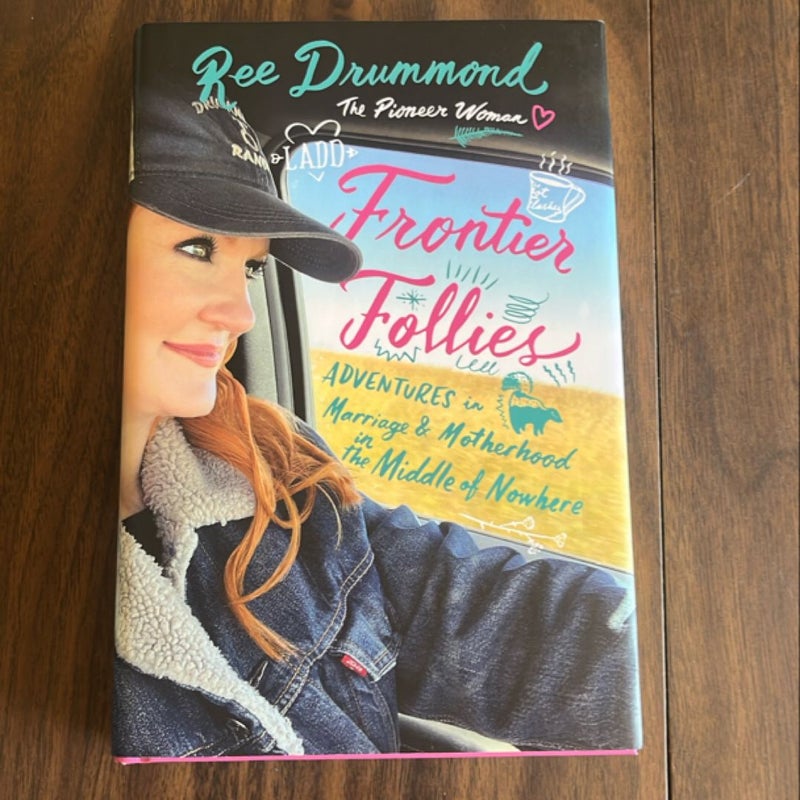 Ree Drummond
The Pioneer Woman
LADD
Frontier
Follies
ADVENTURES in
Marriage & Motherhood
in
the Middle of Nowhere